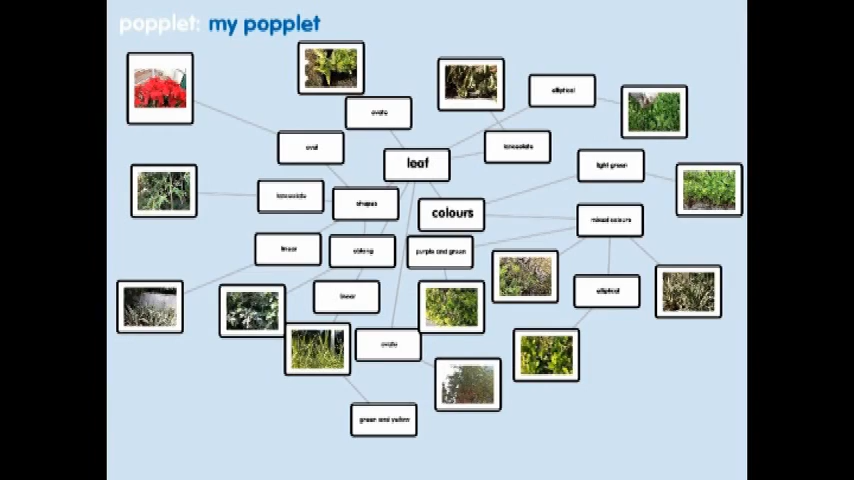 popplet: my popplet
elliptical
ovate
oval
lanceolate
leaf
light green
lanceolate
shapes
colours
mixed colours
linear
oblong
purple and green
linear
elliptical
ovate
green and yellow